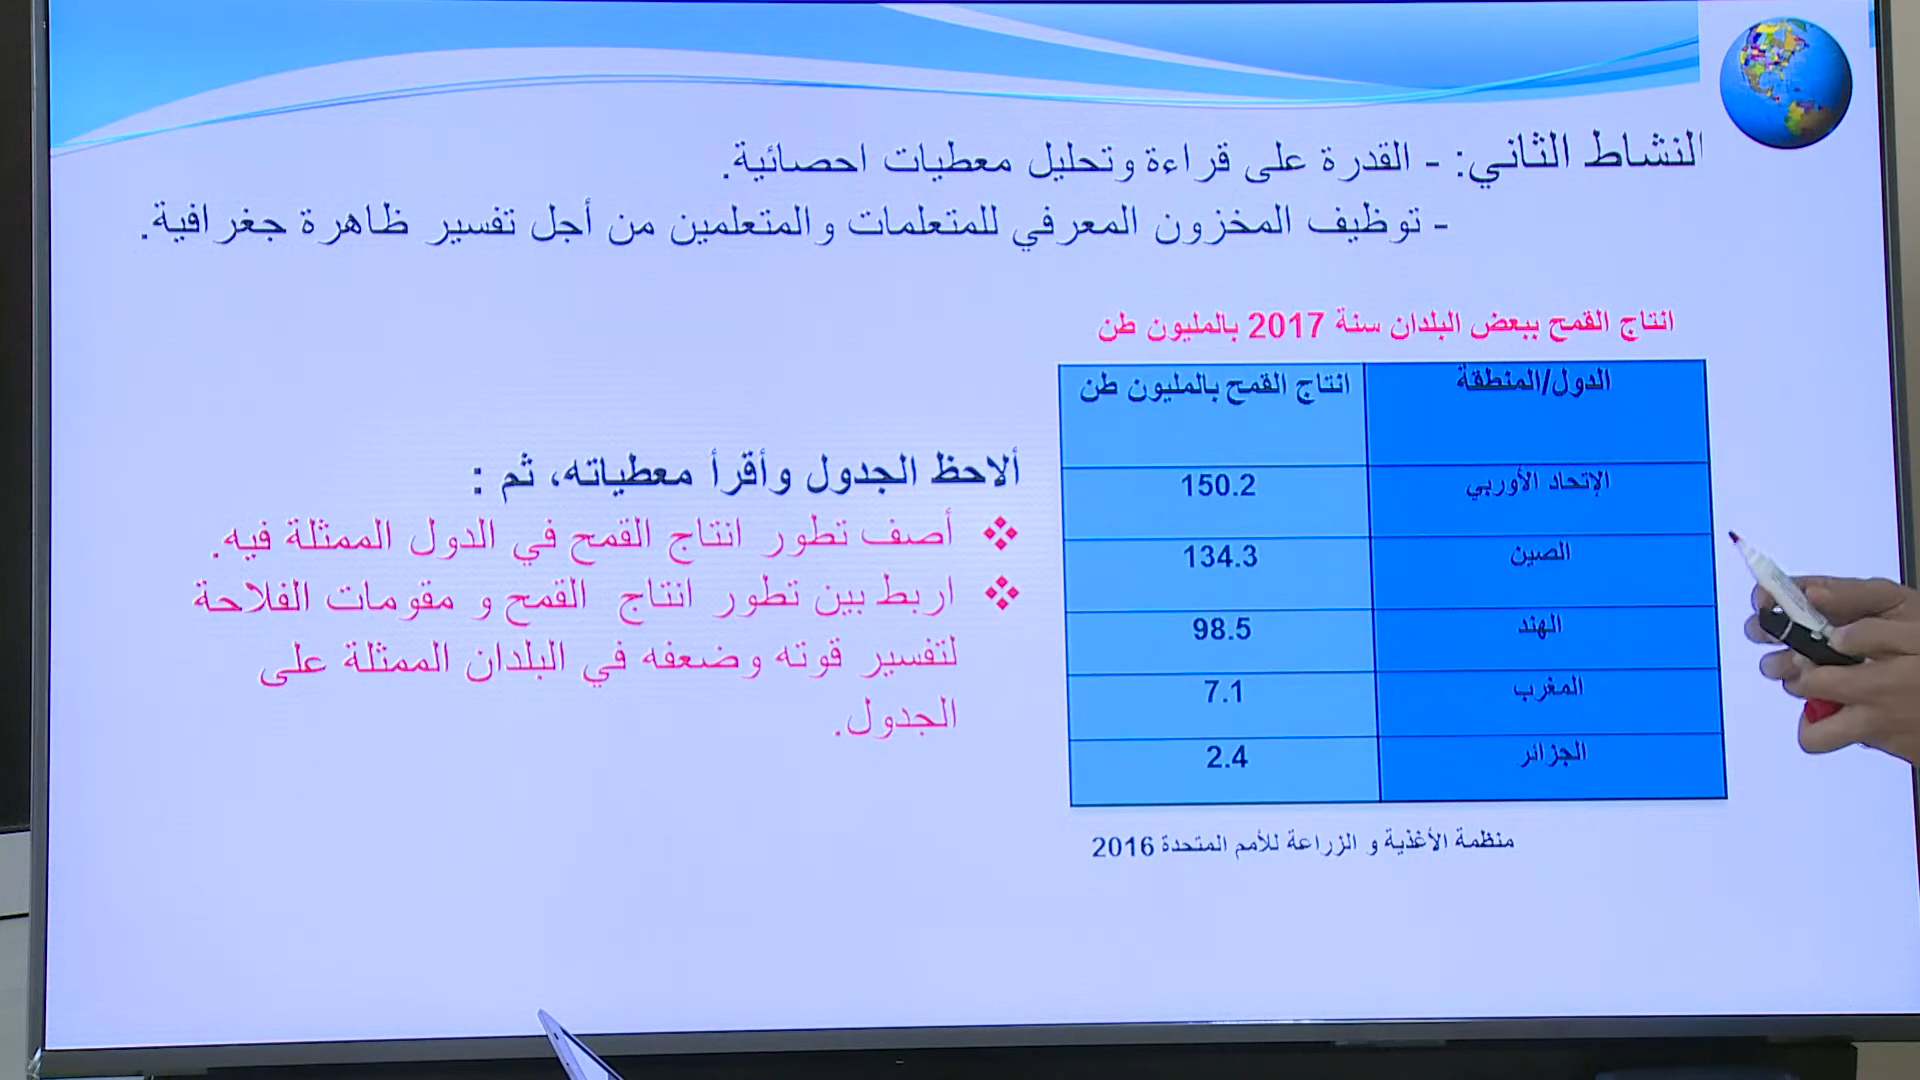 النشاط الثاني: - القدرة على قراءة وتحليل معطيات احصائية.
- توظيف المخزون المعرفي للمتعلمات والمتعلمين من أجل تفسير ظاهرة جغرافية.
انتاج القمح ببعض البلدان سنة 2017 بالمليون طن
الدول/المنطقة انتاج القمح بالمليون طن
الإتحاد الأوربي 150.2
الصين 134.3
الهند 98.5
المغرب 7.1
الجزائر 2.4
منظمة الأغذية و الزراعة للأمم المتحدة 2016
ألاحظ الجدول وأقرأ معطياته، ثم :
أصف تطور انتاج القمح في الدول الممثلة فيه.
اربط بين تطور انتاج القمح و مقومات الفلاحة
لتفسير قوته وضعفه في البلدان الممثلة على
الجدول.